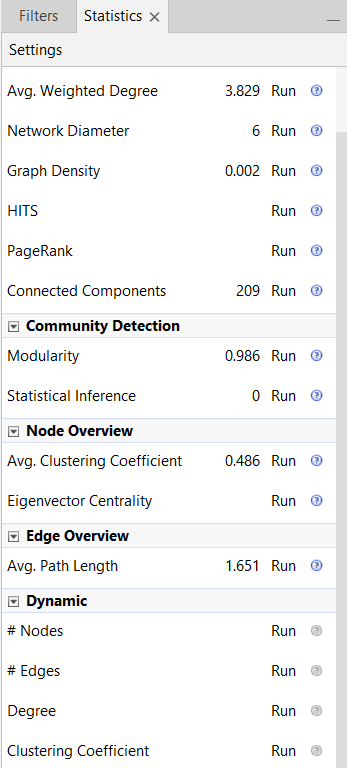 Filters Statistics
Settings
Avg. Weighted Degree 3.829 Run
Network Diameter 6 Run
Graph Density 0.002 Run
HITS Run
PageRank Run
Connected Components 209 Run
Community Detection
Modularity 0.986 Run
Statistical Inference 0 Run
Node Overview
Avg. Clustering Coefficient 0.486 Run
Eigenvector Centrality Run
Edge Overview
Avg. Path Length 1.651 Run
Dynamic
# Nodes Run
# Edges Run
Degree Run
Clustering Coefficient Run